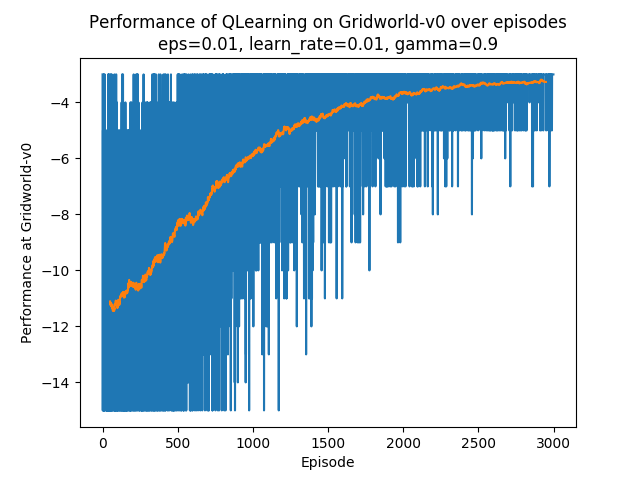 Performance of QLearning on Gridworld-v0 over episodes
eps=0.01, learn_rate=0.01, gamma=0.9
Performance at Gridworld-v0
−4
−6
−8
−10
−12
−14
0 500 1000 1500 2000 2500 3000
Episode